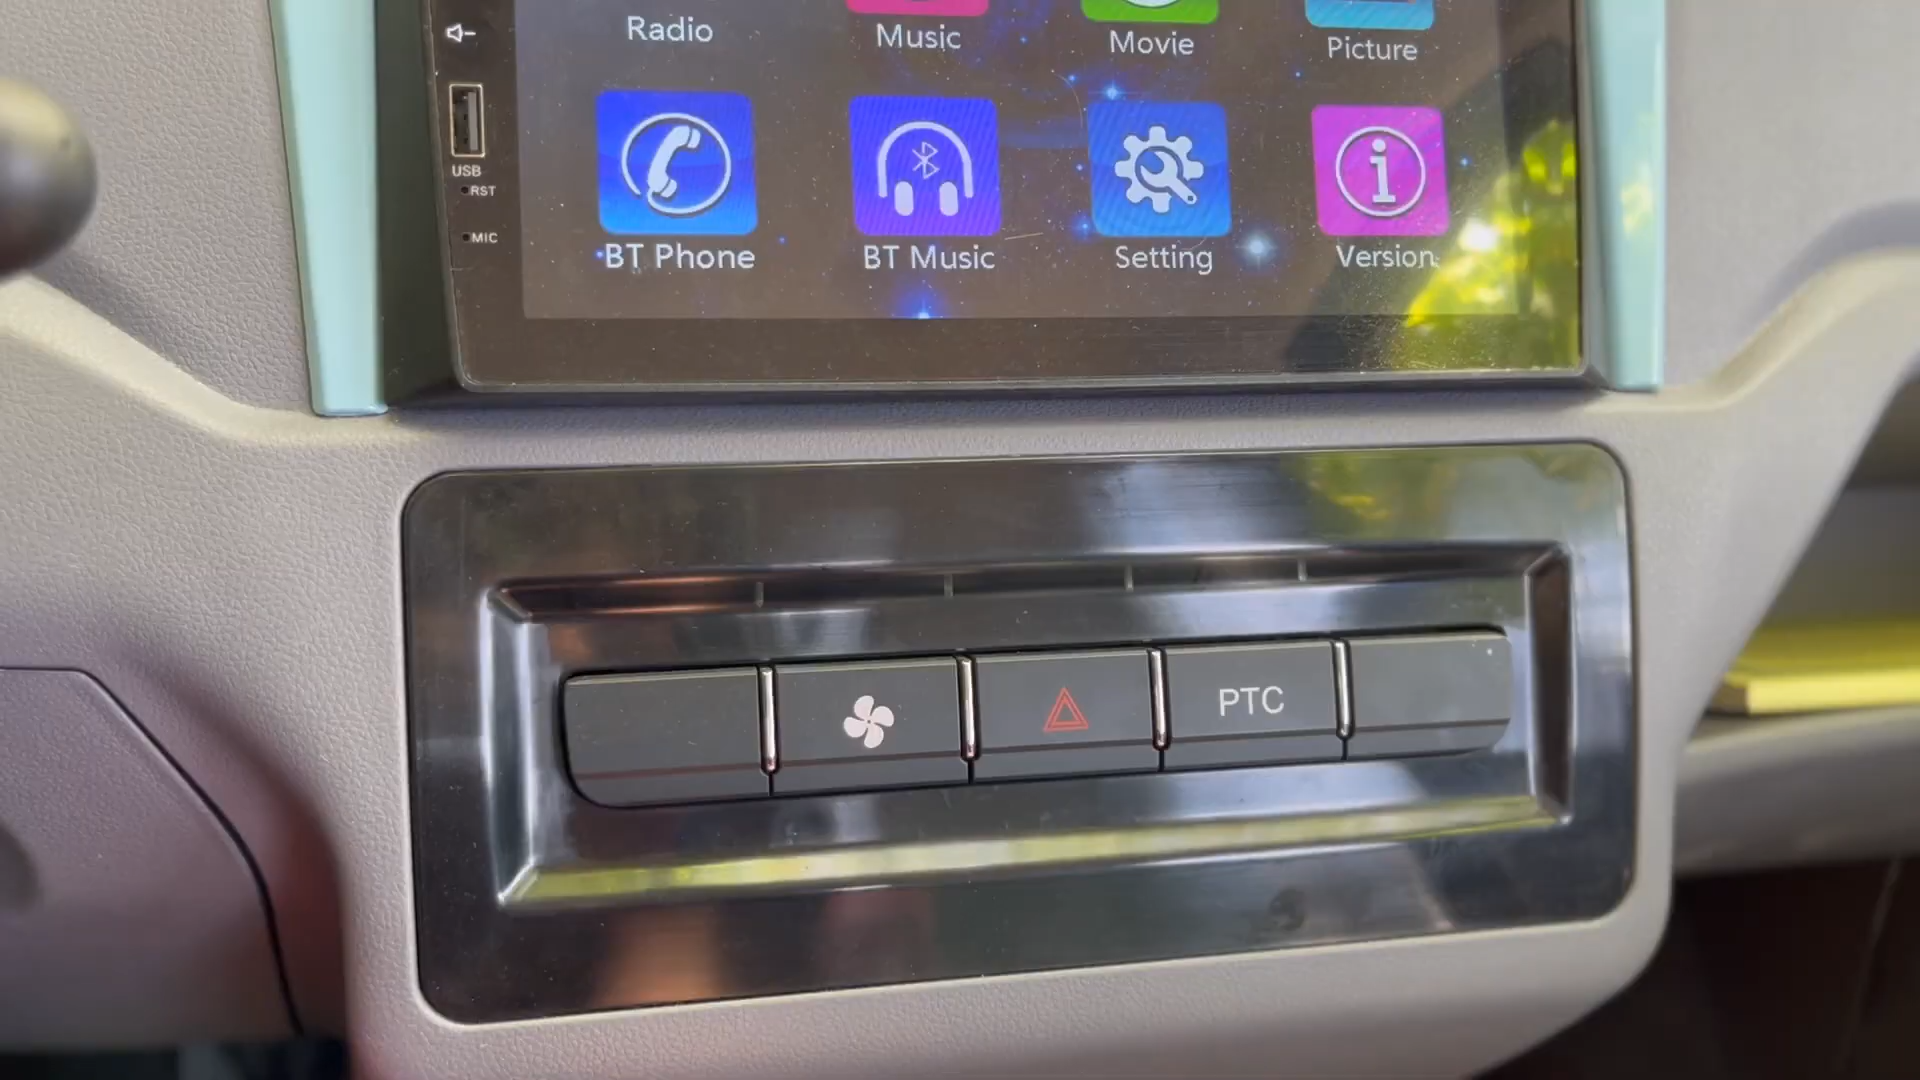 Radio
Music
Movie
Picture
USB
RST
MIC
BT Phone
BT Music
Setting
Version
PTC